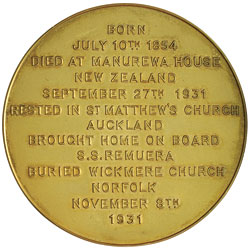 BORN
JULY 10TH 1854
DIED AT MANUREWA HOUSE
NEW ZEALAND
SEPTEMBER 27TH 1931
RESTED IN ST MATTHEW'S CHURCH
AUCKLAND
BROUGHT HOME ON BOARD
S.S. REMUERA
BURIED WICKMERE CHURCH
NORFOLK
NOVEMBER 8TH
1931